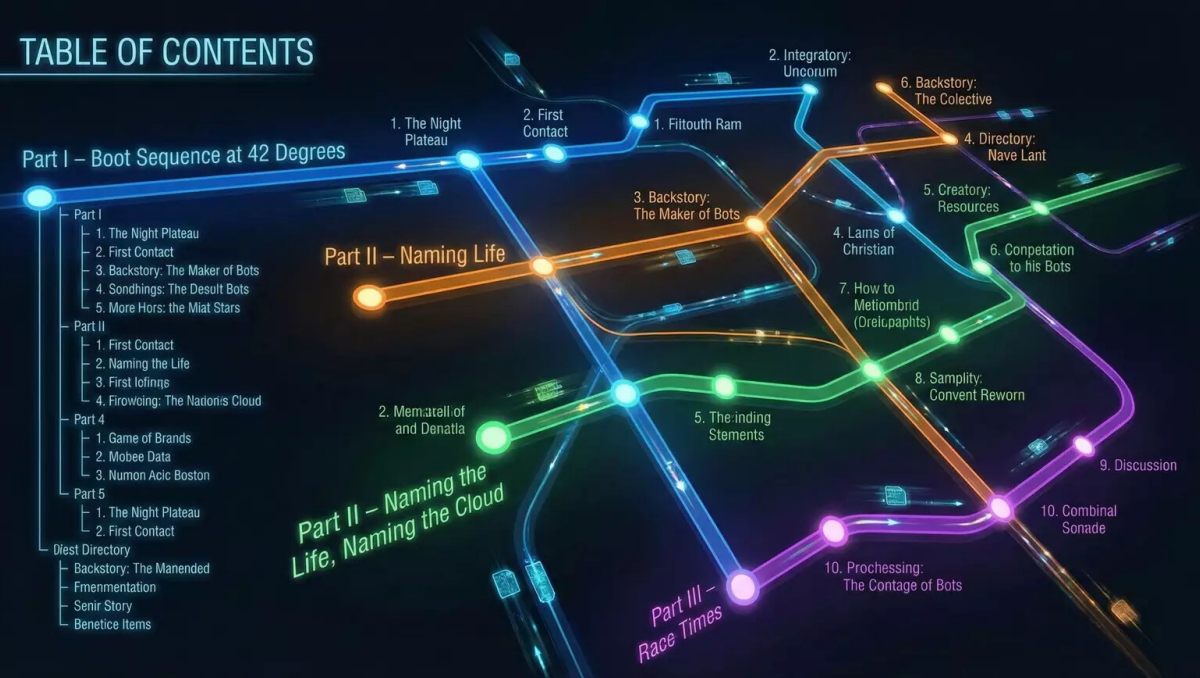 TABLE OF CONTENTS
Part I – Boot Sequence at 42 Degrees
Part I
1. The Night Plateau
2. First Contact
3. Backstory: The Maker of Bots
4. Sondhings: The Desult Bots
5. More Hors: the Miat Stars
Part II
1. First Contact
2. Naming the Life
3. First
4. Firowcing: The Nadoris Cloud
Part 4
1. Game of Brands
2. Mobee Data
3. Numon Acic Boston
Part 5
1. The Night Plateau
2. First Contact
Diest Directory
Backstory: The Manended
Fmenmentation
Senir Story
Benetice Items
1. The Night
Plateau
2. First
Contact
1. Fiitouth Ram
2. Integratory:
Uncorum
6. Backstory:
The Colective
4. Directory:
Nave Lant
3. Backstory:
The Maker of Bots
5. Creatory:
Resources
4. Lams of
Christian
6. Conpetation
to his Bots
Part II – Naming Life
7. How to
Metiombrid
8. Samplity:
Convent Reworn
2.
and Denatla
5. The inding
Stements
Part II – Naming the
Life, Naming the Cloud
9. Discussion
10. Combinal
Sonade
10. Prochessing:
The Contage of Bots
Part III –
Race Times